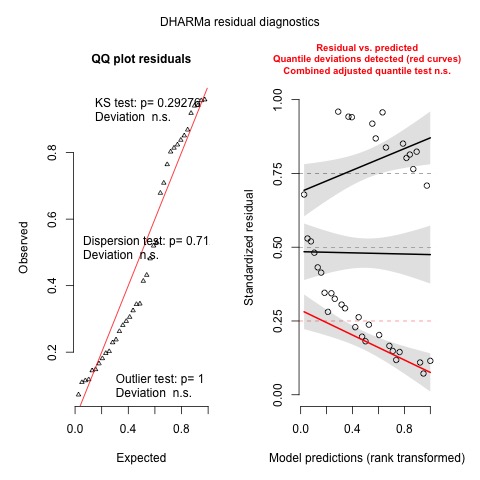 DHARMa residual diagnostics
QQ plot residuals
KS test: p= 0.29276
Deviation n.s.
Dispersion test: p= 0.71
Deviation n.s.
Outlier test: p= 1
Deviation n.s.
Observed
0.2
0.4
0.6
0.8
0.0
0.4
0.8
Expected
Residual vs. predicted
Quantile deviations detected (red curves)
Combined adjusted quantile test n.s.
Standardized residual
0.00
0.25
0.50
0.75
1.00
0.0
0.4
0.8
Model predictions (rank transformed)